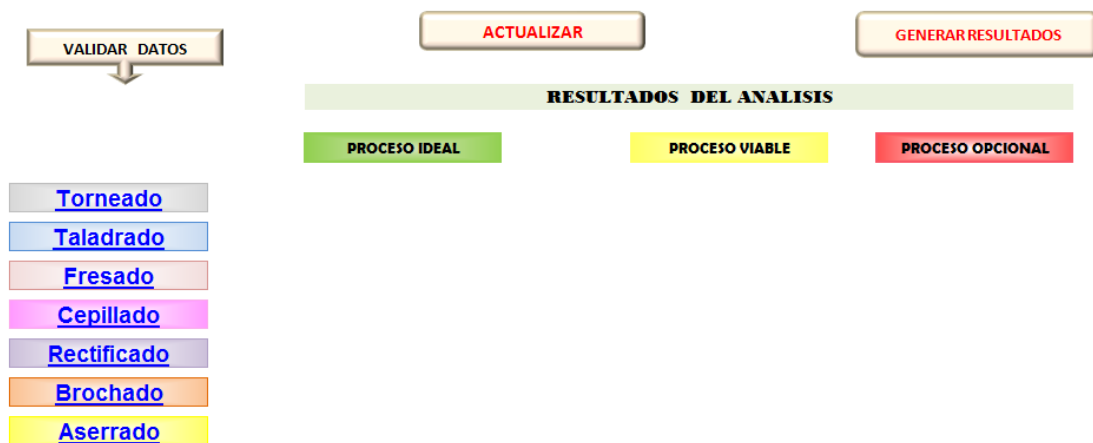 VALIDAR DATOS
ACTUALIZAR
GENERAR RESULTADOS
RESULTADOS DEL ANALISIS
PROCESO IDEAL
PROCESO VIABLE
PROCESO OPCIONAL
Torneado
Taladrado
Fresado
Cepillado
Rectificado
Brochado
Aserrado